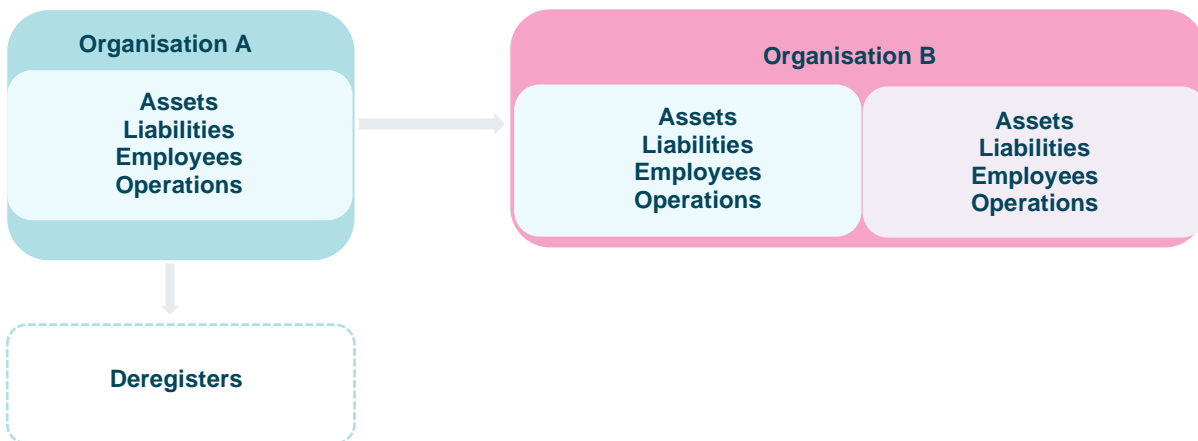 Organisation A
Assets
Liabilities
Employees
Operations
Organisation B
Assets
Liabilities
Employees
Operations
Assets
Liabilities
Employees
Operations
Deregisters